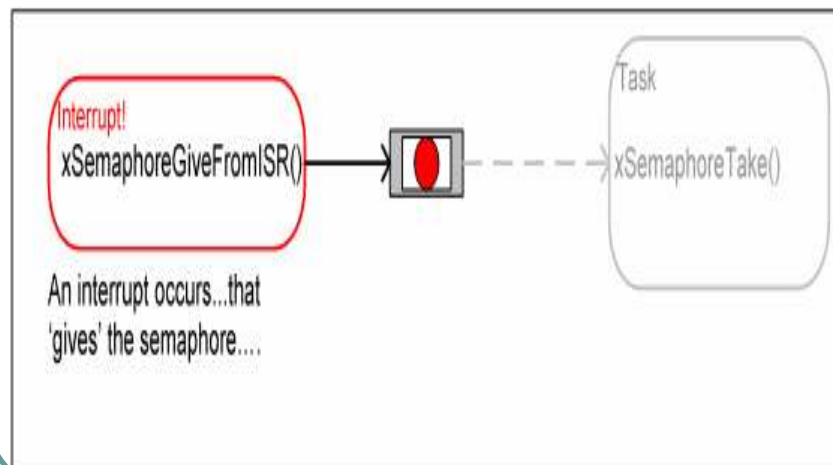 Interrupt!
xSemaphoreGiveFromISR()
An interrupt occurs...that
‘gives’ the semaphore....
Task
xSemaphoreTake()